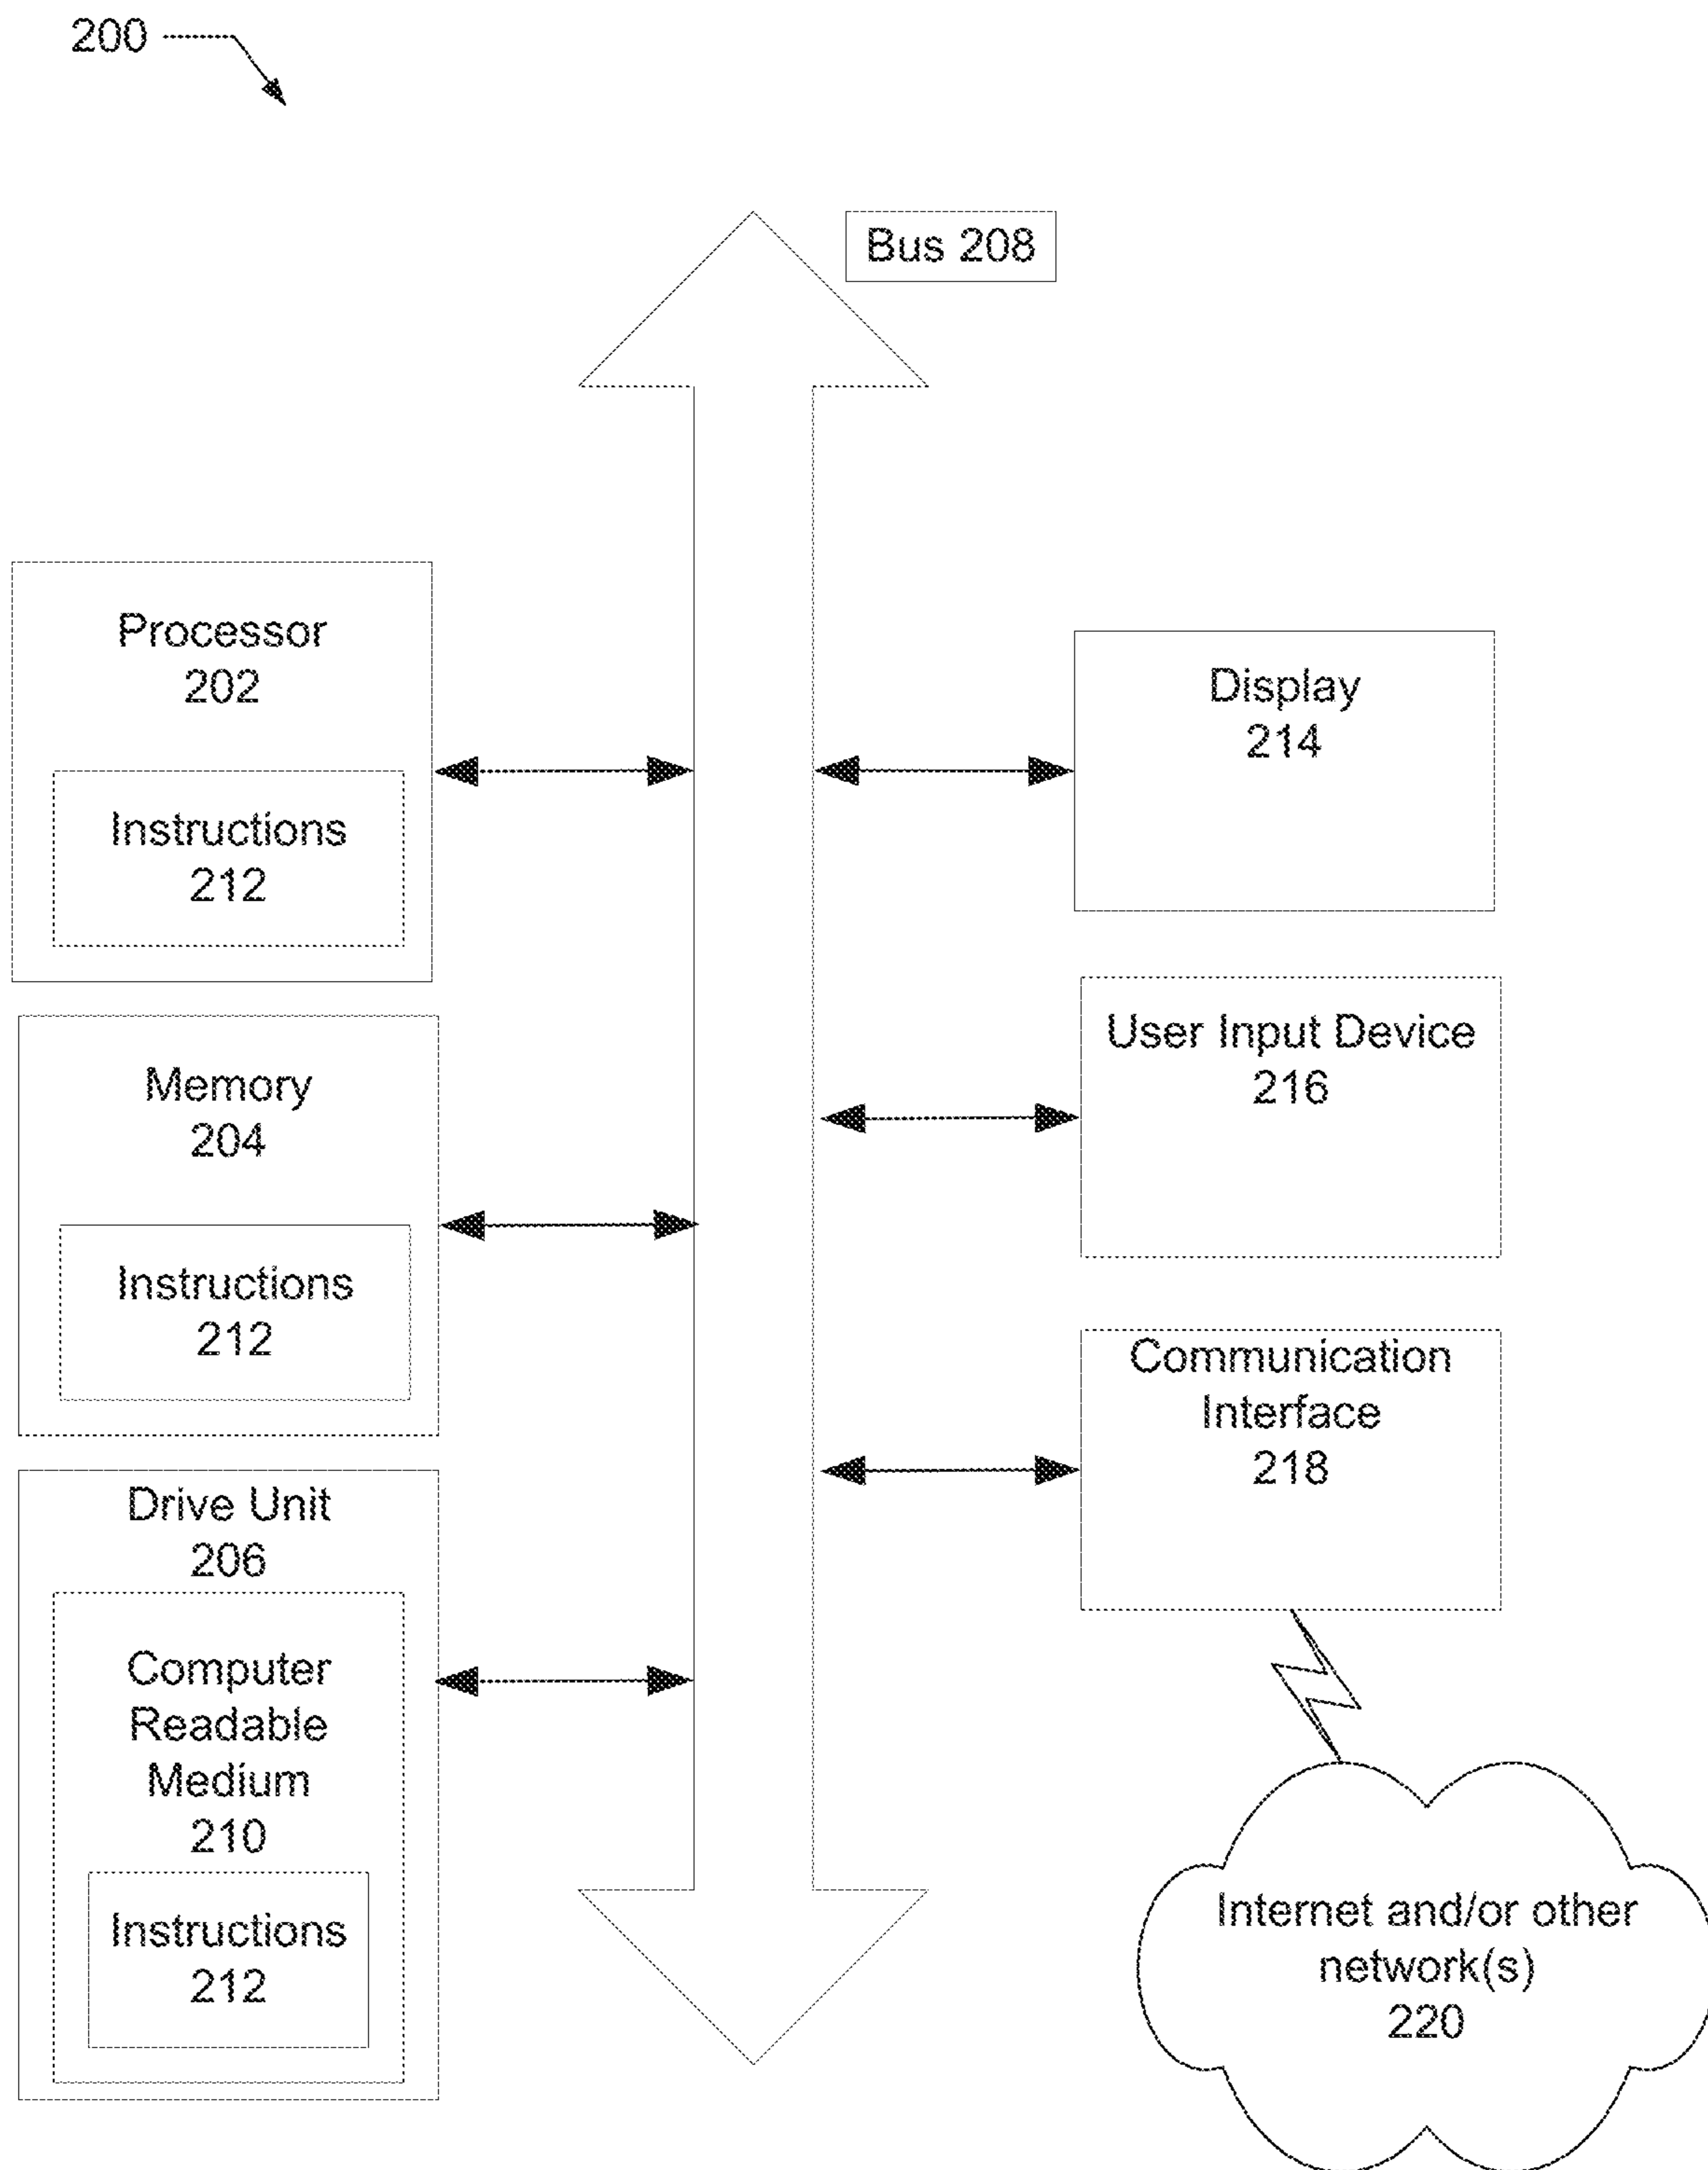 200
Bus 208
Processor
202
Instructions
212
Memory
204
Instructions
212
Drive Unit
206
Computer
Readable
Medium
210
Instructions
212
Display
214
User Input Device
216
Communication
Interface
218
Internet and/or other
network(s)
220